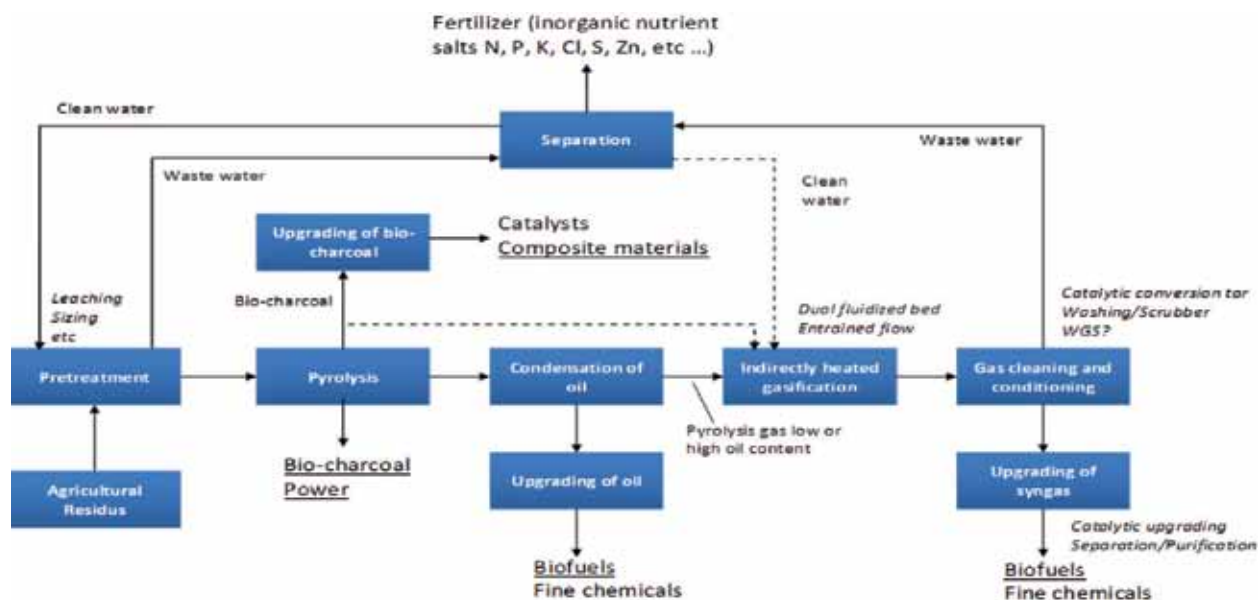 Fertilizer (inorganic nutrient
salts N, P, K, Cl, S, Zn, etc ...)
Clean water
Separation
Waste water
Waste water
Clean
water
Upgrading of bio-
charcoal
Catalysts
Composite materials
Leaching
Sizing
etc
Bio-charcoal
Dual fluidized bed
Entrained flow
Catalytic conversion tar
Washing/Scrubber
WGS?
Pretreatment
Pyrolysis
Condensation of
oil
Indirectly heated
gasification
Gas cleaning and
conditioning
Pyrolysis gas low or
high oil content
Agricultural
Residus
Bio-charcoal
Power
Upgrading of oil
Upgrading of
syngas
Catalytic upgrading
Separation/Purification
Biofuels
Fine chemicals
Biofuels
Fine chemicals